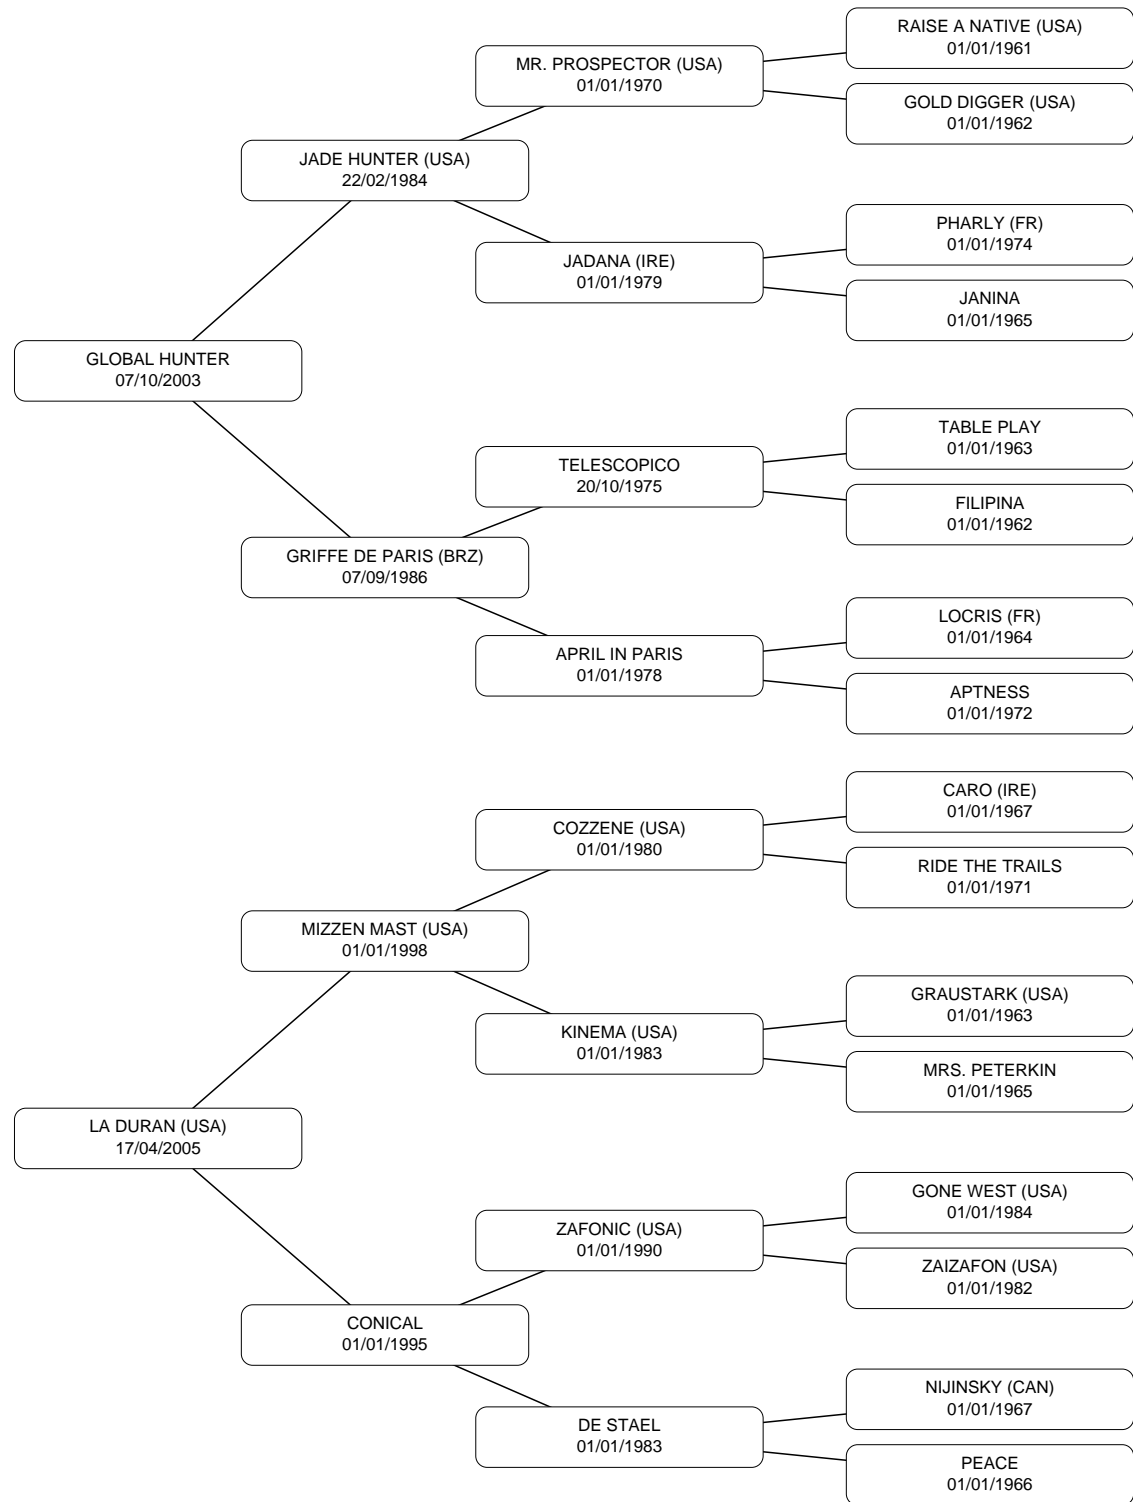 RAISE A NATIVE (USA)
01/01/1961
MR. PROSPECTOR (USA)
01/01/1970
GOLD DIGGER (USA)
01/01/1962
JADE HUNTER (USA)
22/02/1984
PHARLY (FR)
01/01/1974
JADANA (IRE)
01/01/1979
JANINA
01/01/1965
GLOBAL HUNTER
07/10/2003
TABLE PLAY
01/01/1963
TELESCOPICO
20/10/1975
FILIPINA
01/01/1962
GRIFFE DE PARIS (BRZ)
07/09/1986
LOCRIS (FR)
01/01/1964
APRIL IN PARIS
01/01/1978
APTNESS
01/01/1972
CARO (IRE)
01/01/1967
COZZENE (USA)
01/01/1980
RIDE THE TRAILS
01/01/1971
MIZZEN MAST (USA)
01/01/1998
GRAUSTARK (USA)
01/01/1963
KINEMA (USA)
01/01/1983
MRS. PETERKIN
01/01/1965
LA DURAN (USA)
17/04/2005
GONE WEST (USA)
01/01/1984
ZAFONIC (USA)
01/01/1990
ZAIZAFON (USA)
01/01/1982
CONICAL
01/01/1995
NIJINSKY (CAN)
01/01/1967
DE STAEL
01/01/1983
PEACE
01/01/1966